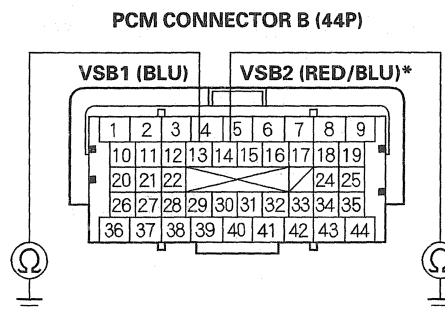 PCM CONNECTOR B (44P)
VSB1 (BLU) VSB2 (RED/BLU)*
1 2 3 4 5 6 7 8 9
10 11 12 13 14 15 16 17 18 19
20 21 22 24 25
26 27 28 29 30 31 32 33 34 35
36 37 38 39 40 41 42 43 44
Ω Ω